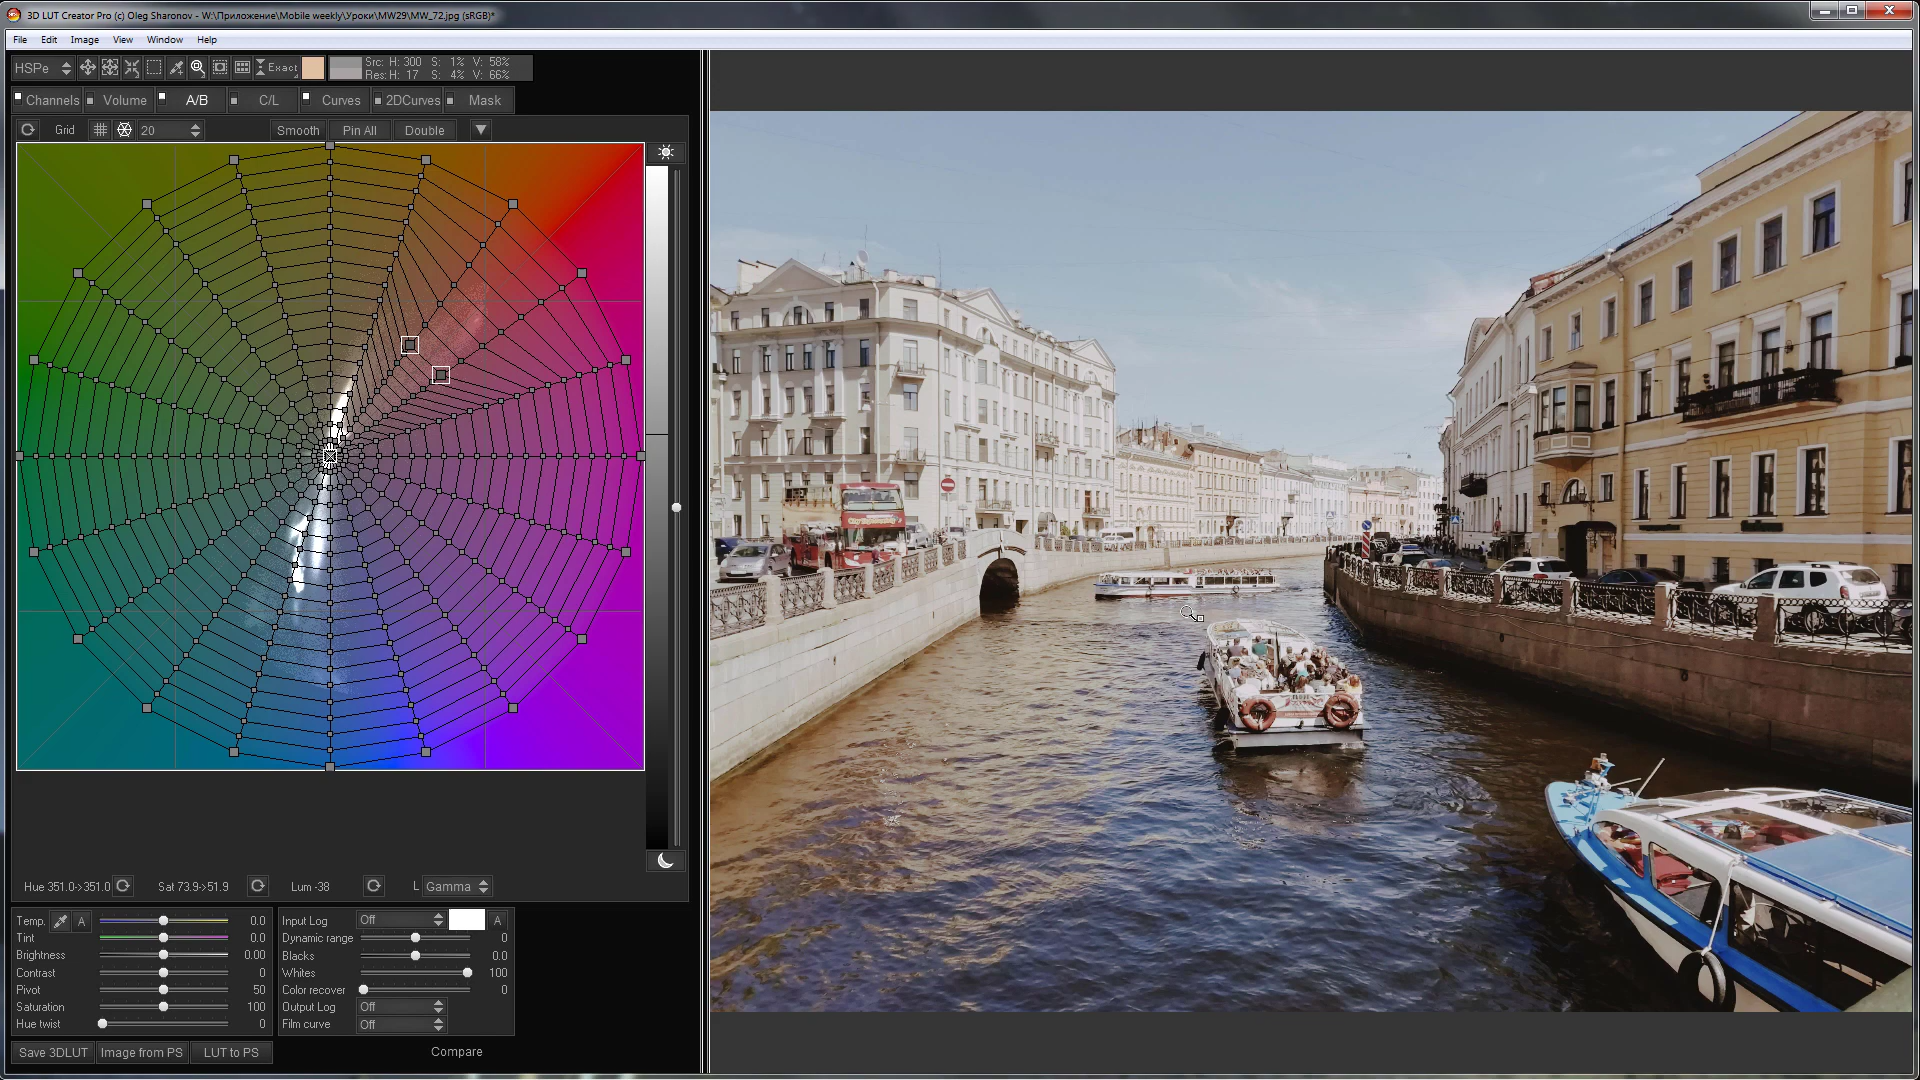 3D LUT Creator Pro (c) Oleg Sharonov - W:\Приложение\Mobile weekly\Уроки\MW29\MW_72.jpg (sRGB)*
File Edit Image View Window Help
HSPe Exact Src: H: 300 S: 1% V: 58%
Res: H: 17 S: 4% V: 66%
Channels Volume A/B C/L Curves 2DCurves Mask
Grid 20 Smooth Pin All Double
Hue 351.0->351.0 Sat 73.9->51.9 Lum -38 L Gamma
Temp. A 0.0 Input Log Off A
Tint 0.0 Dynamic range 0
Brightness 0.00 Blacks 0.0
Contrast 0 Whites 100
Pivot 50 Color recover 0
Saturation 100 Output Log Off
Hue twist 0 Film curve Off
Save 3DLUT Image from PS LUT to PS Compare